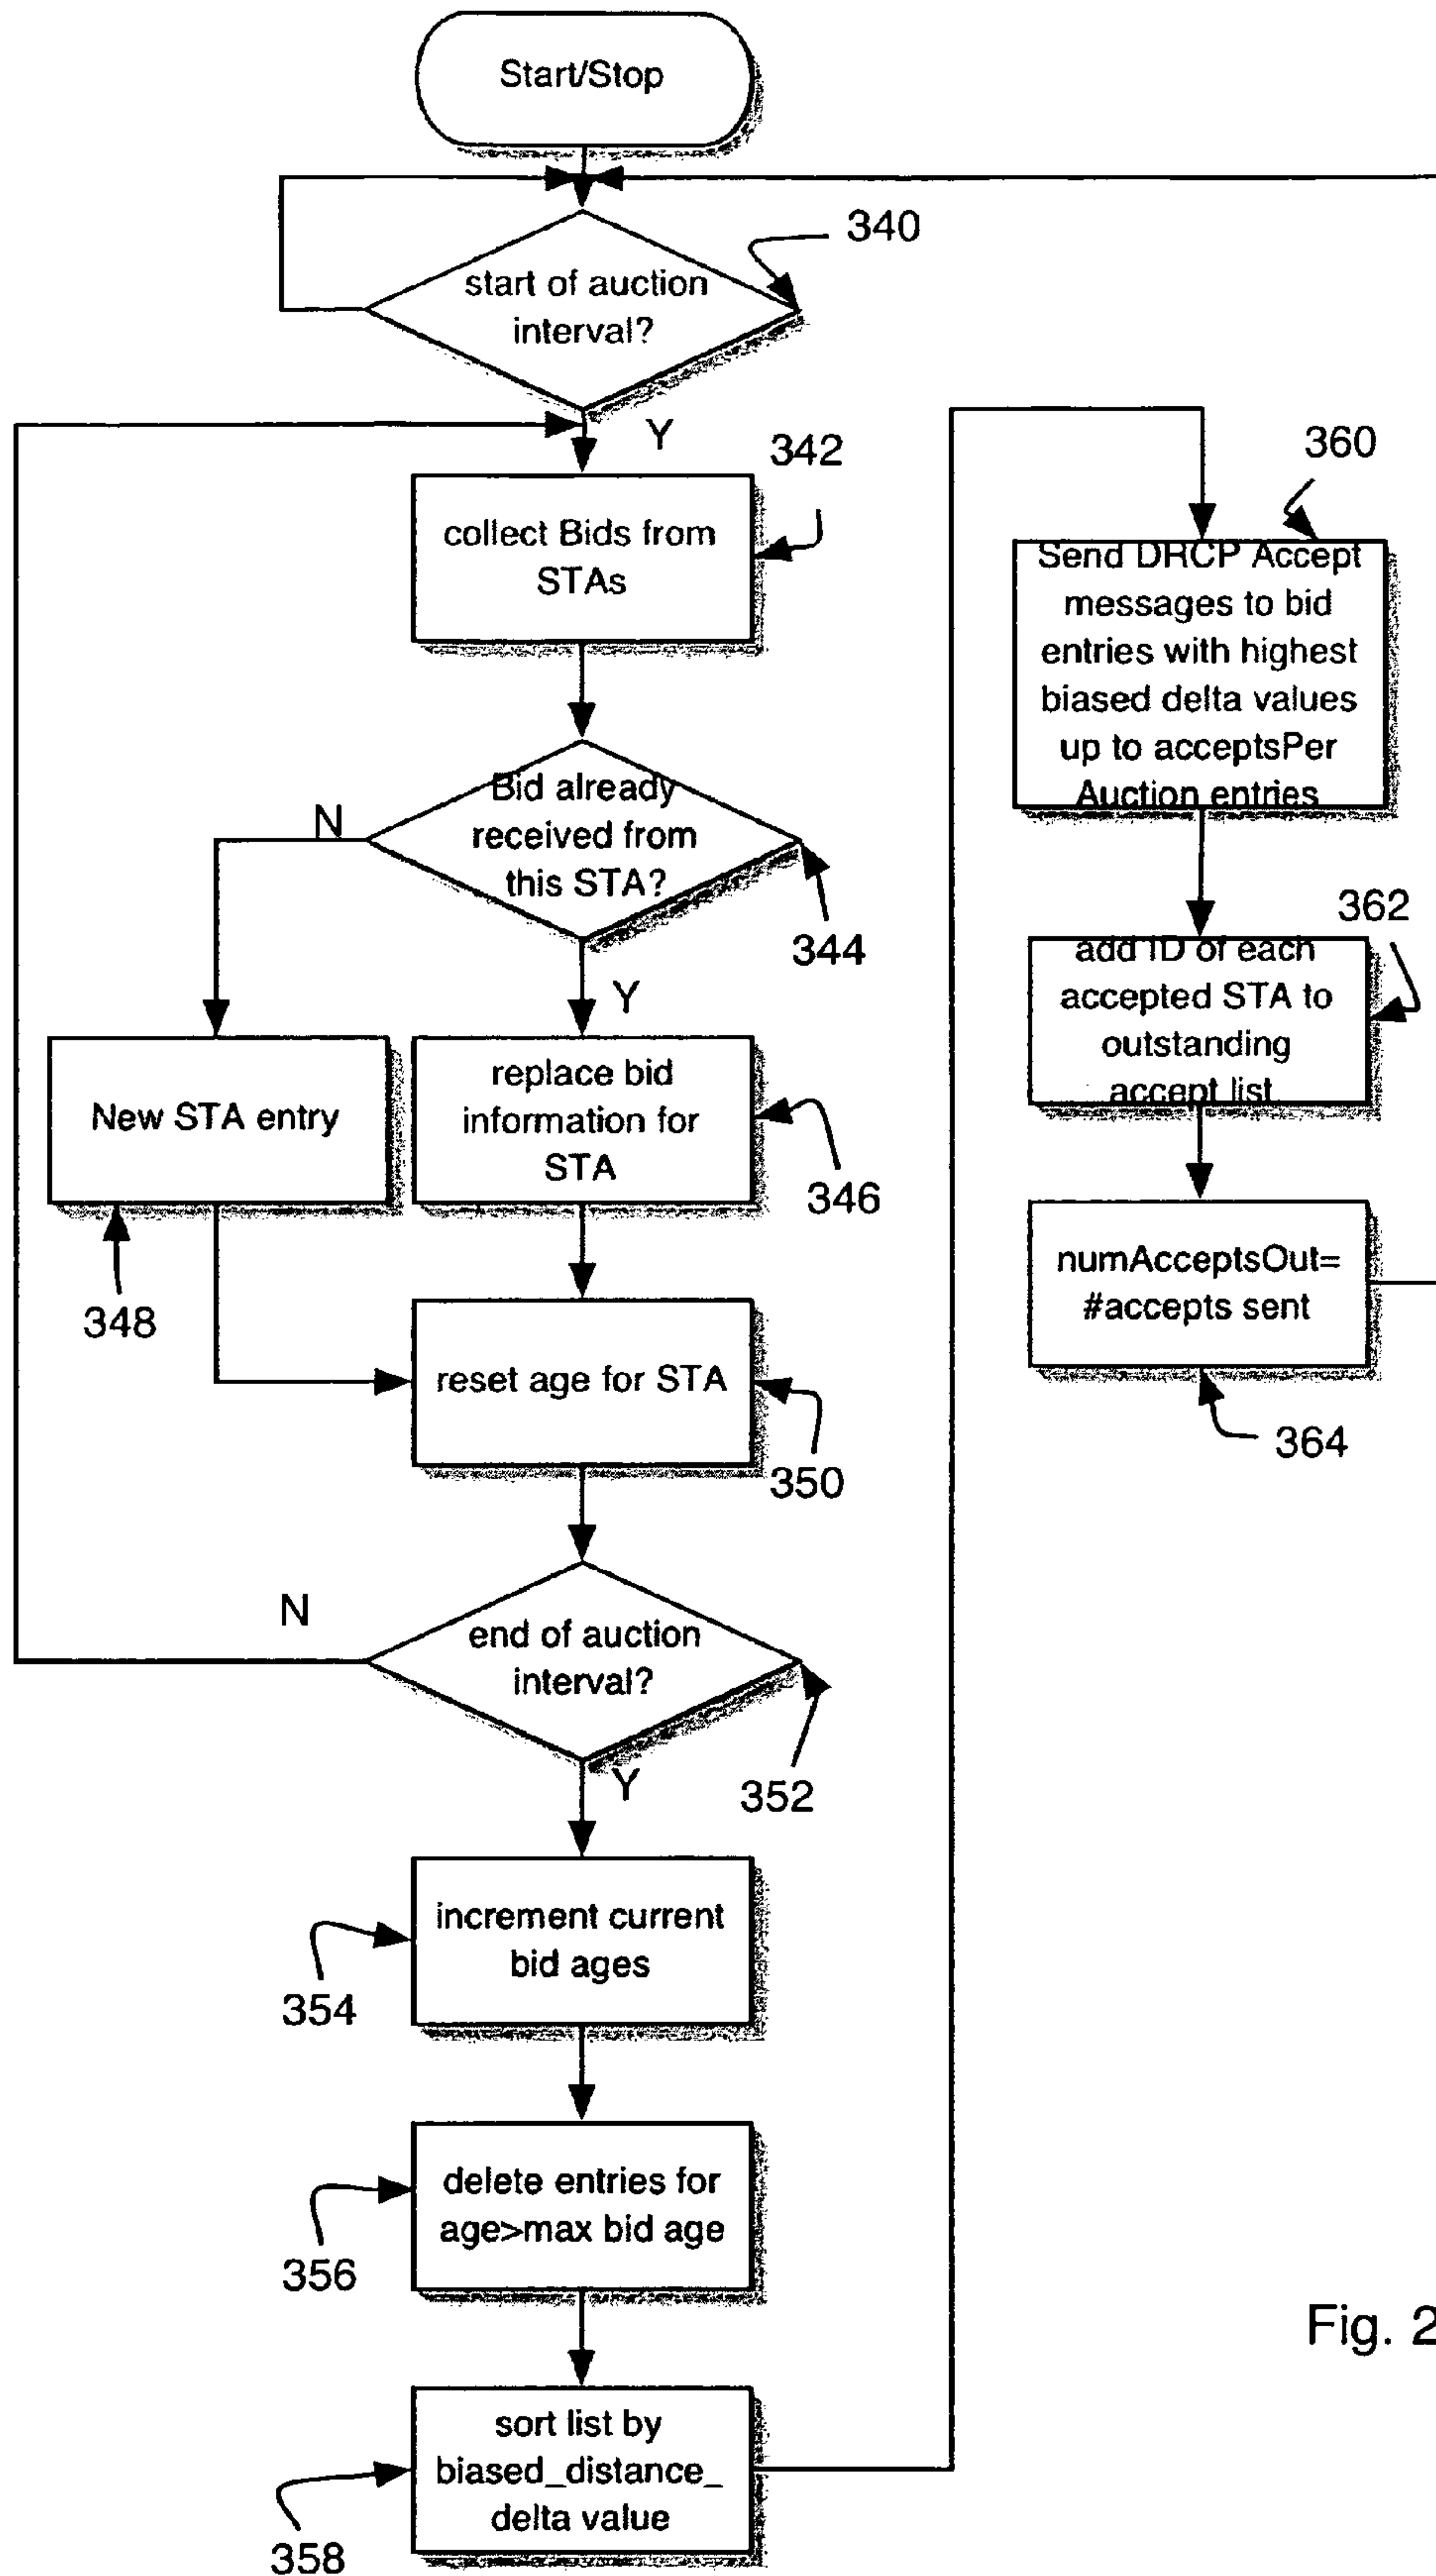 Start/Stop
340
start of auction
interval?
Y
342
collect Bids from
STAs
360
Send DRCP Accept
messages to bid
entries with highest
biased delta values
up to acceptsPer
Auction entries
Bid already
received from
this STA?
N
344
Y
362
add ID of each
accepted STA to
outstanding
accept list
New STA entry
replace bid
information for
STA
346
348
numAcceptsOut=
#accepts sent
364
reset age for STA
350
N
end of auction
interval?
Y
352
increment current
bid ages
354
delete entries for
age>max bid age
356
Fig. 2
sort list by
biased_distance_
delta value
358